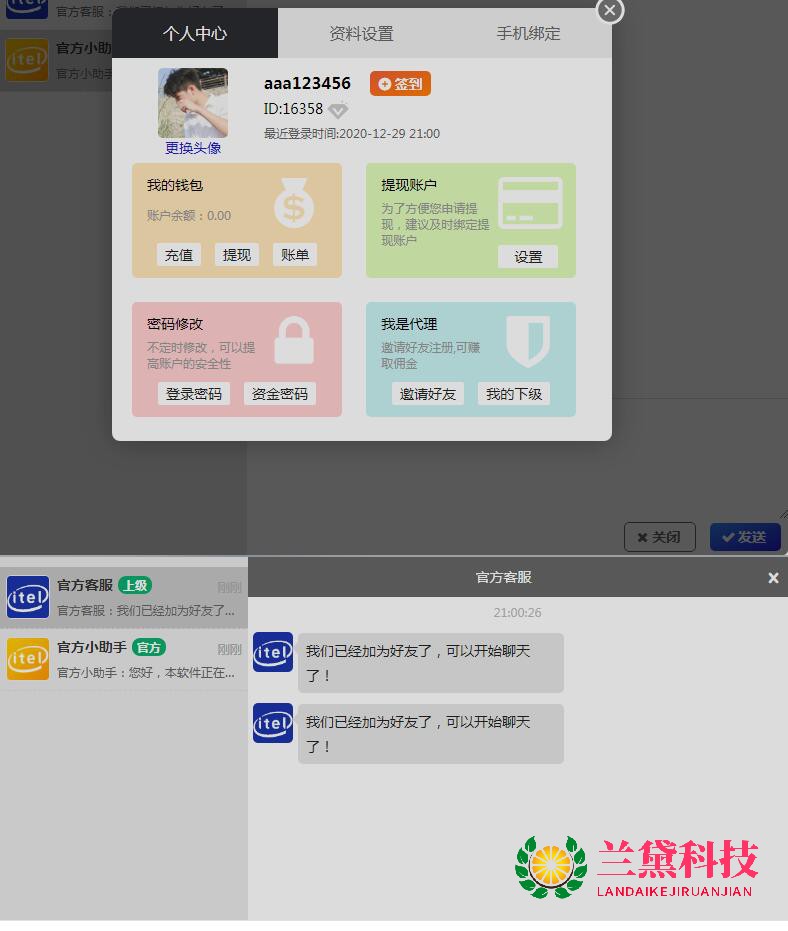 itel
官方客服：我们已经加为好友了...
个人中心
资料设置
手机绑定
itel
官方小助
官方小助手
aaa123456
签到
ID:16358
最近登录时间:2020-12-29 21:00
更换头像
我的钱包
账户余额：0.00
$
充值
提现
账单
提现账户
为了方便您申请提
现，建议及时绑定提
现账户
设置
密码修改
不定时修改，可以提
高账户的安全性
登录密码
资金密码
我是代理
邀请好友注册,可赚
取佣金
邀请好友
我的下级
关闭
发送
itel
官方客服
上级
刚刚
官方客服：我们已经加为好友了...
itel
官方小助手
官方
刚刚
官方小助手：您好，本软件正在...
官方客服
21:00:26
itel
我们已经加为好友了，可以开始聊天
了！
itel
我们已经加为好友了，可以开始聊天
了！
兰黛科技
LANDAIKEJIRUANJIAN